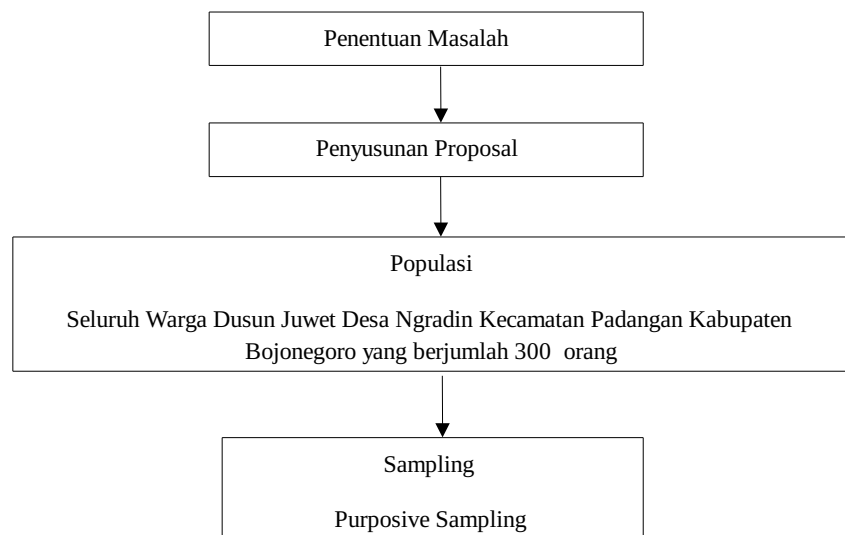 Penentuan Masalah
Penyusunan Proposal
Populasi
Seluruh Warga Dusun Juwet Desa Ngradin Kecamatan Padangan Kabupaten
Bojonegoro yang berjumlah 300  orang
Sampling
Purposive Sampling